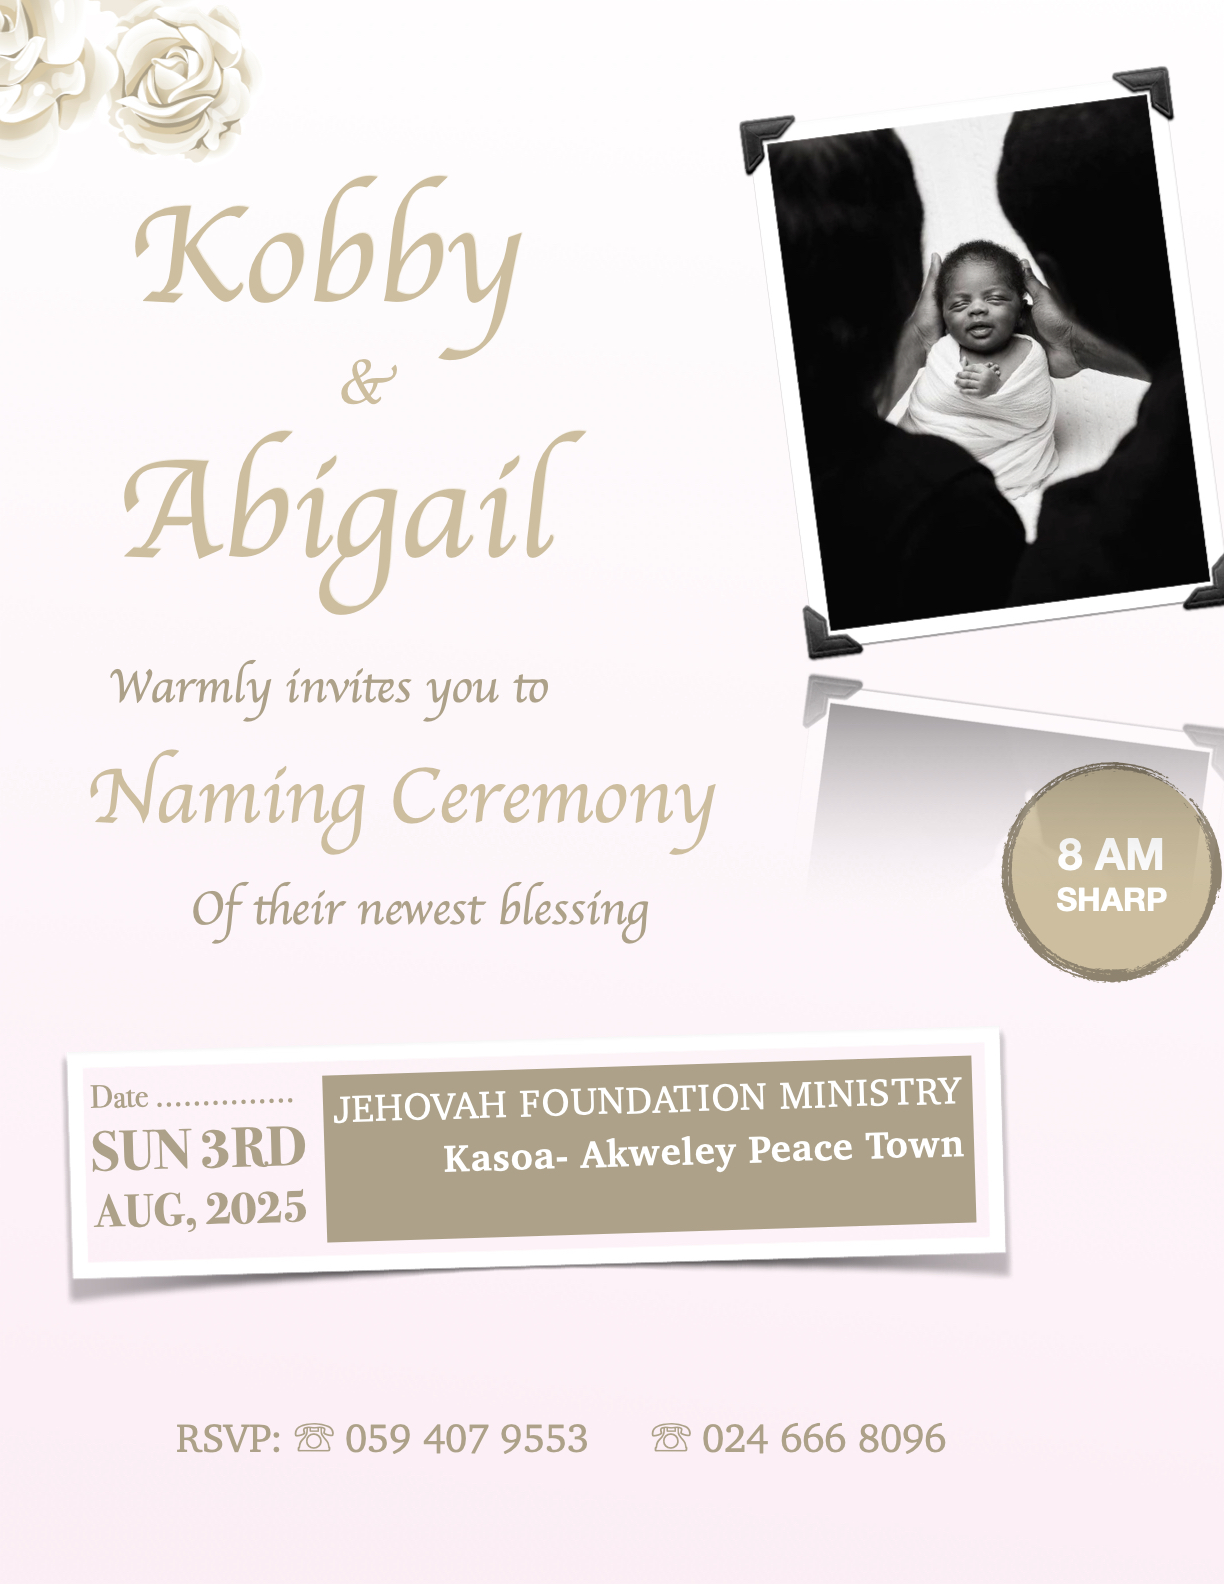 Kobby
&
Abigail
Warmly invites you to
Naming Ceremony
Of their newest blessing
8 AM
SHARP
Date ...............
SUN 3RD
AUG, 2025
JEHOVAH FOUNDATION MINISTRY
Kasoa- Akweley Peace Town
RSVP: ☏ 059 407 9553 ☏ 024 666 8096